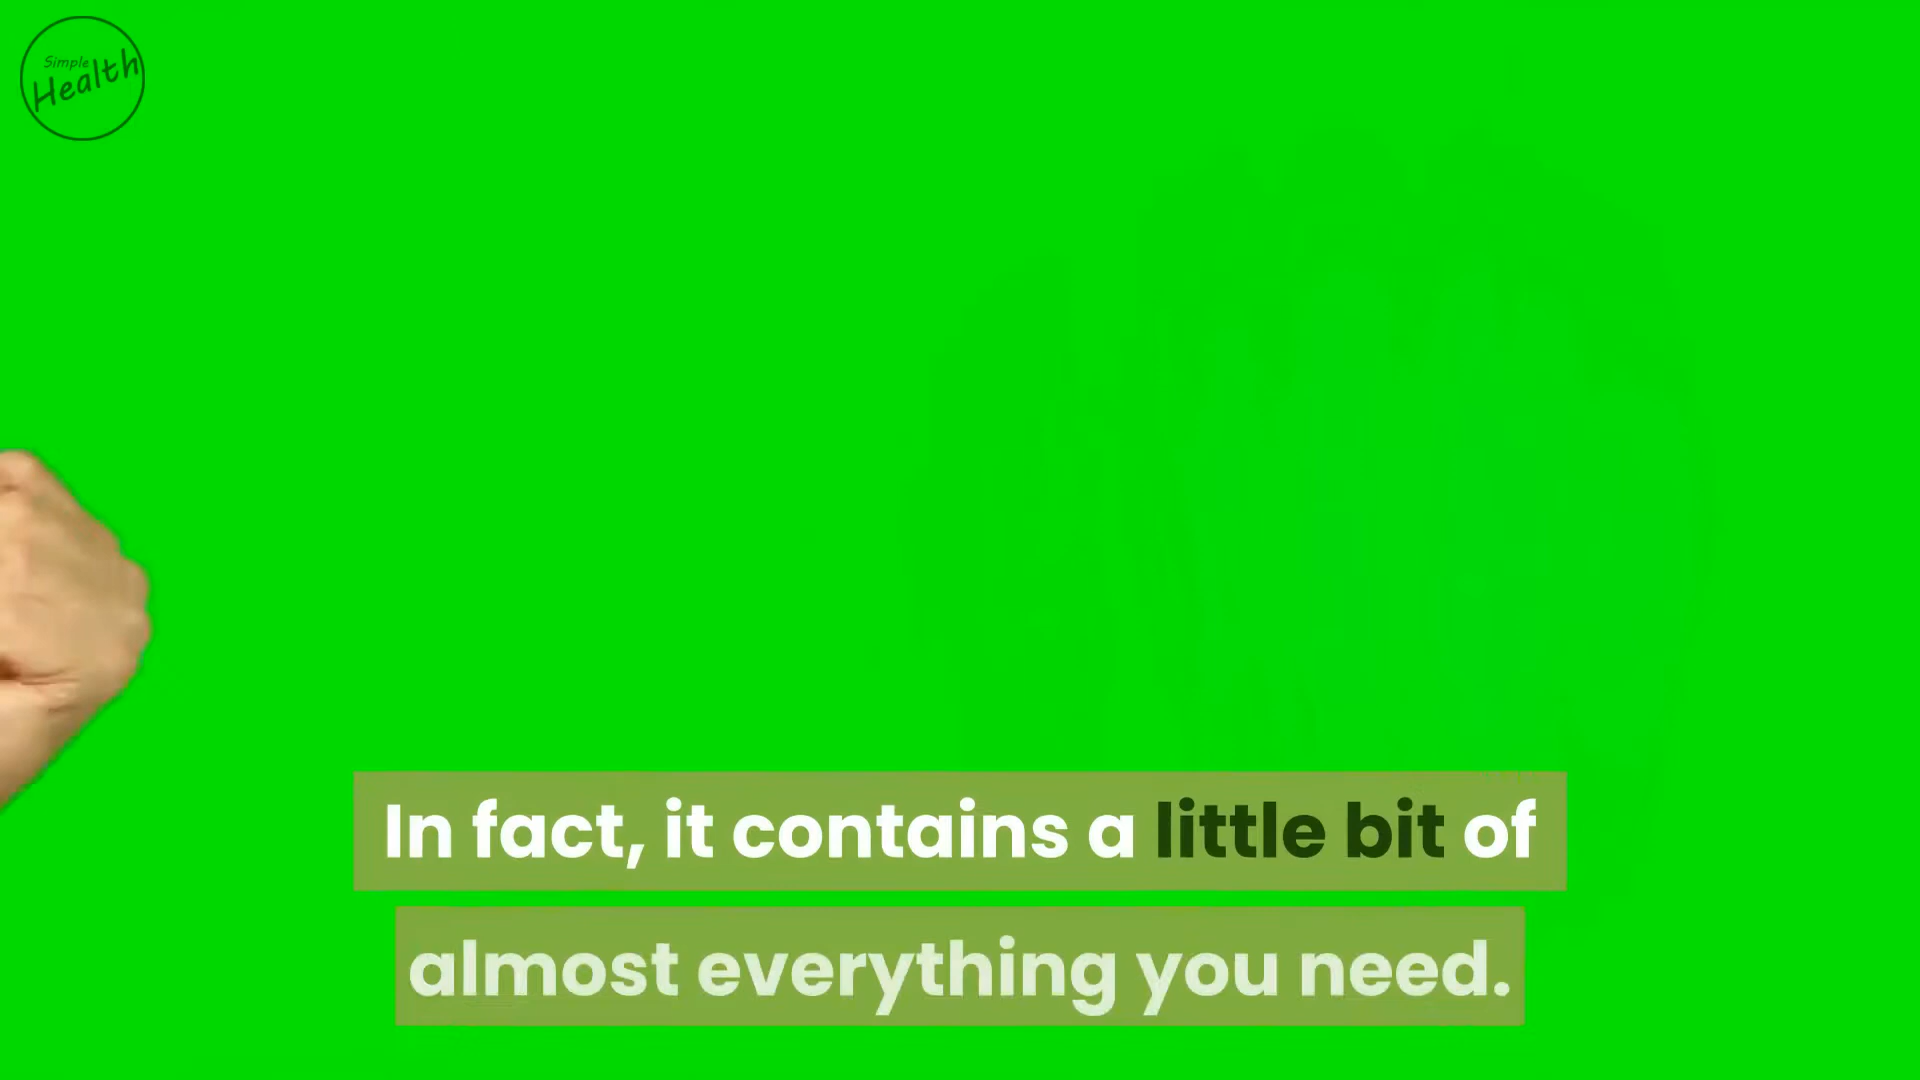 Simple
Health
In fact, it contains a little bit of
almost everything you need.